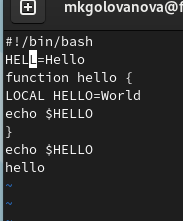 mkgolovanova@f
#!/bin/bash
HELL=Hello
function hello {
LOCAL HELLO=World
echo $HELLO
}
echo $HELLO
hello
~
~